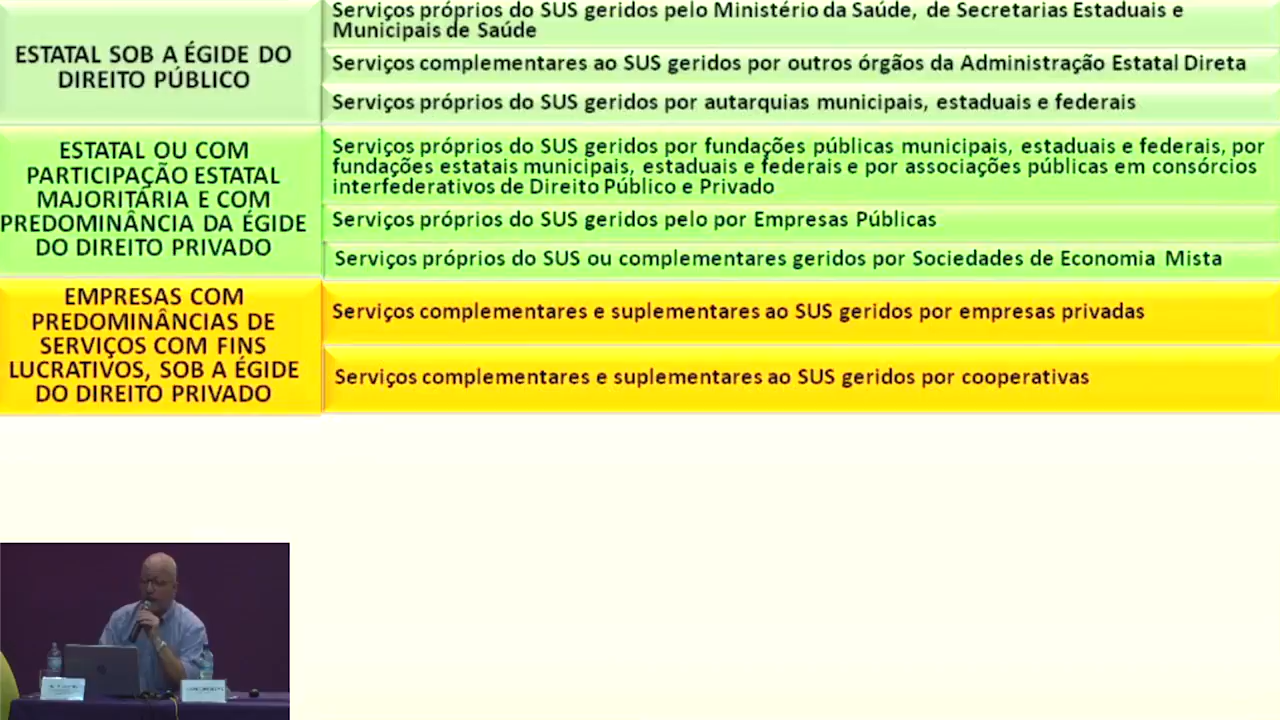 ESTATAL SOB A ÉGIDE DO
DIREITO PÚBLICO
Serviços próprios do SUS geridos pelo Ministério da Saúde, de Secretarias Estaduais e
Municipais de Saúde
Serviços complementares ao SUS geridos por outros órgãos da Administração Estatal Direta
Serviços próprios do SUS geridos por autarquias municipais, estaduais e federais
ESTATAL OU COM
PARTICIPAÇÃO ESTATAL
MAJORITÁRIA E COM
PREDOMINÂNCIA DA ÉGIDE
DO DIREITO PRIVADO
Serviços próprios do SUS geridos por fundações públicas municipais, estaduais e federais, por
fundações estatais municipais, estaduais e federais e por associações públicas em consórcios
interfederativos de Direito Público e Privado
Serviços próprios do SUS geridos pelo por Empresas Públicas
Serviços próprios do SUS ou complementares geridos por Sociedades de Economia Mista
EMPRESAS COM
PREDOMINÂNCIAS DE
SERVIÇOS COM FINS
LUCRATIVOS, SOB A ÉGIDE
DO DIREITO PRIVADO
Serviços complementares e suplementares ao SUS geridos por empresas privadas
Serviços complementares e suplementares ao SUS geridos por cooperativas